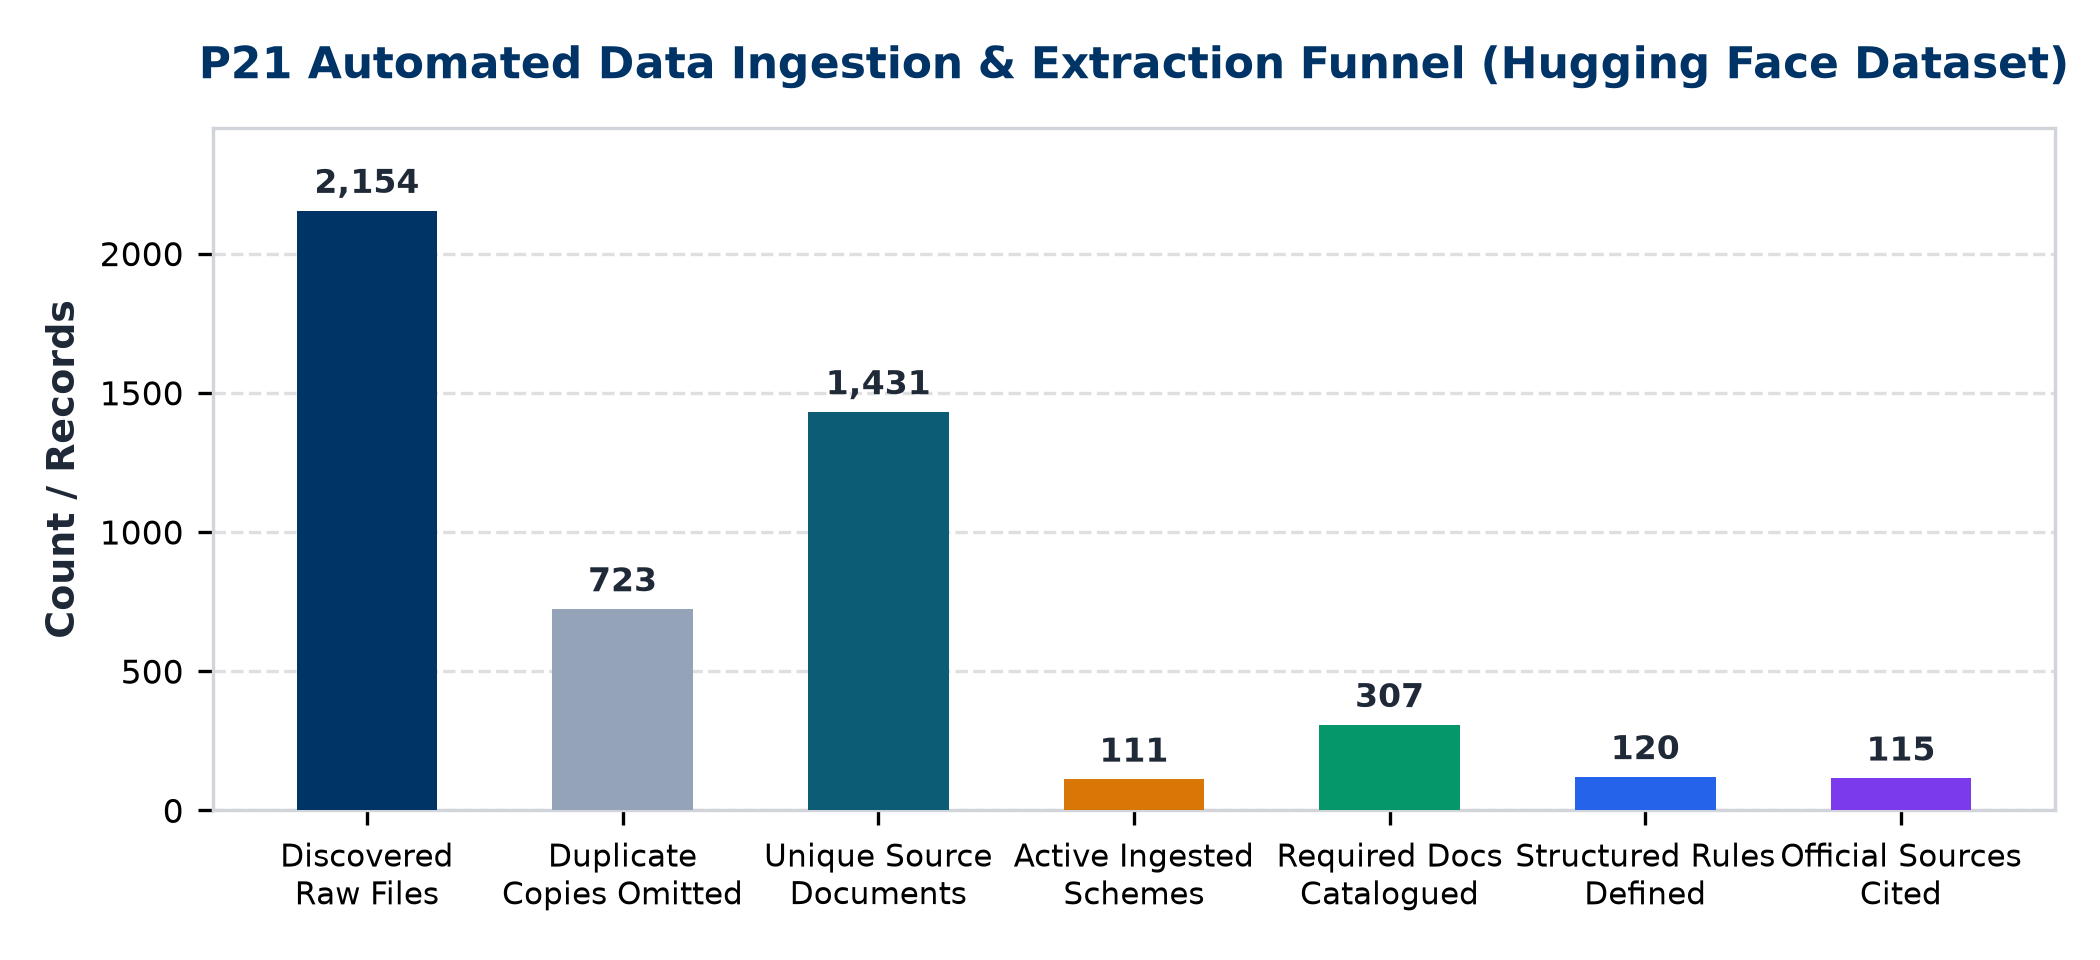 P21 Automated Data Ingestion & Extraction Funnel (Hugging Face Dataset)
Count / Records
2000
1500
1000
500
0
2,154
723
1,431
111
307
120
115
Discovered
Raw Files
Duplicate
Copies Omitted
Unique Source
Documents
Active Ingested
Schemes
Required Docs
Catalogued
Structured Rules
Defined
Official Sources
Cited